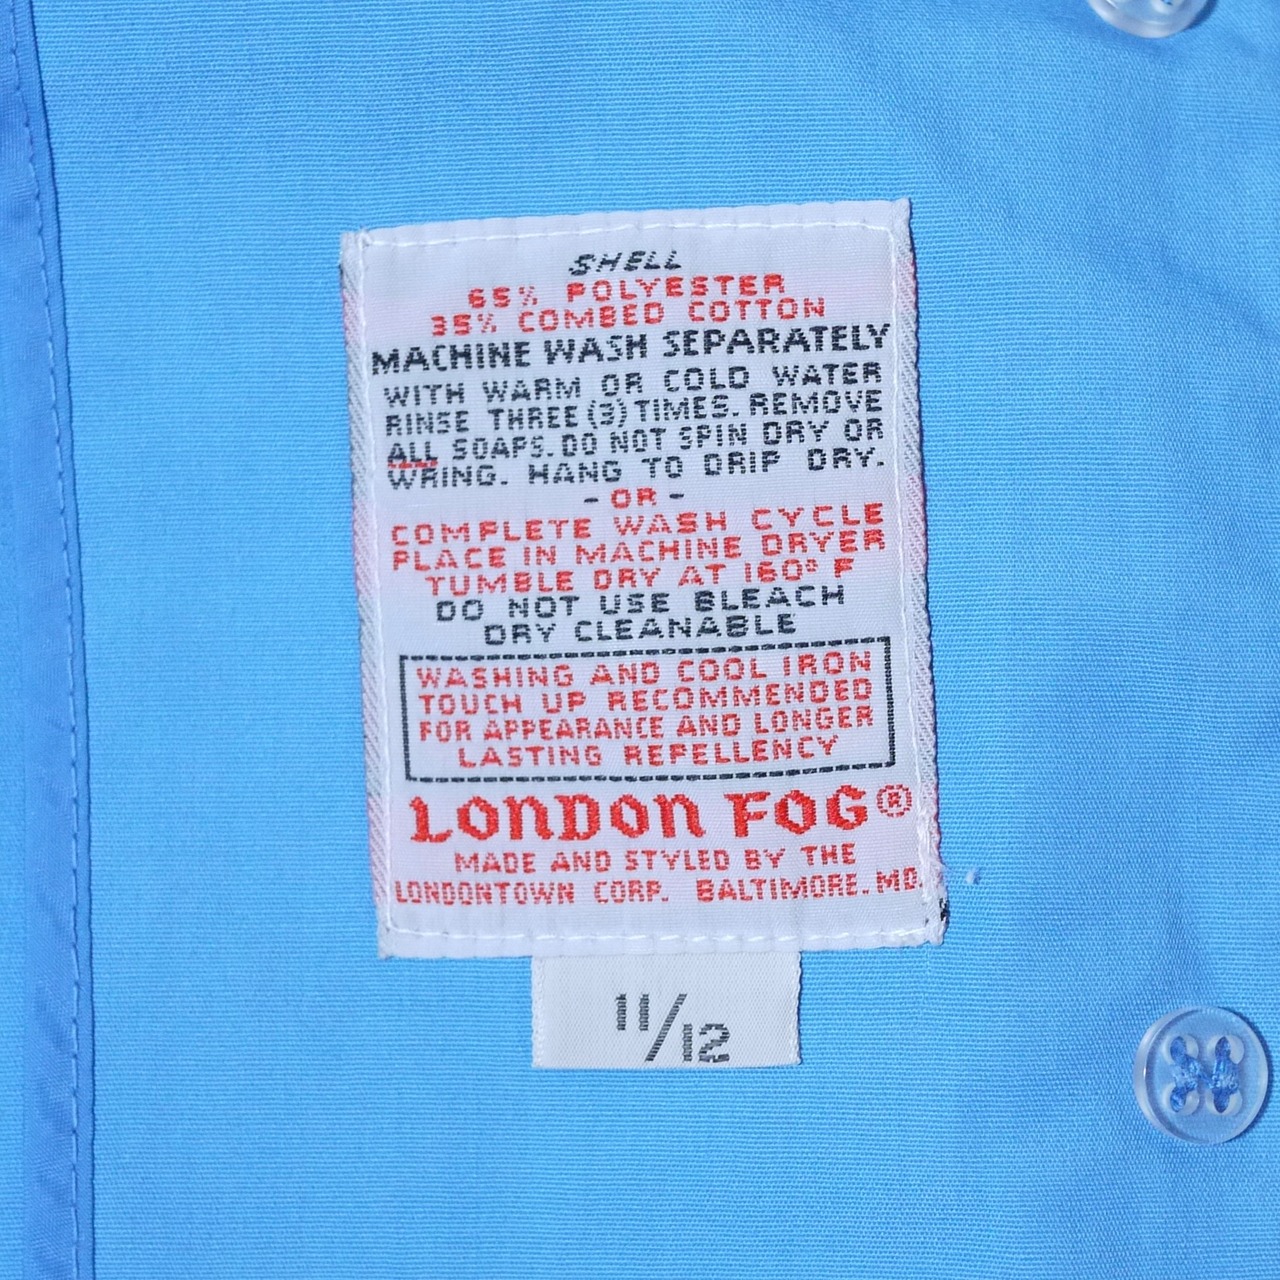 SHELL
65% POLYESTER
35% COMBED COTTON
MACHINE WASH SEPARATELY
WITH WARM OR COLD WATER
RINSE THREE (3) TIMES. REMOVE
ALL SOAPS. DO NOT SPIN DRY OR
WRING. HANG TO DRIP DRY.
- OR -
COMPLETE WASH CYCLE
PLACE IN MACHINE DRYER
TUMBLE DRY AT 160° F
DO NOT USE BLEACH
DRY CLEANABLE
WASHING AND COOL IRON
TOUCH UP RECOMMENDED
FOR APPEARANCE AND LONGER
LASTING REPELLENCY
LONDON FOG®
MADE AND STYLED BY THE
LONDONTOWN CORP. BALTIMORE. MD.
11/12